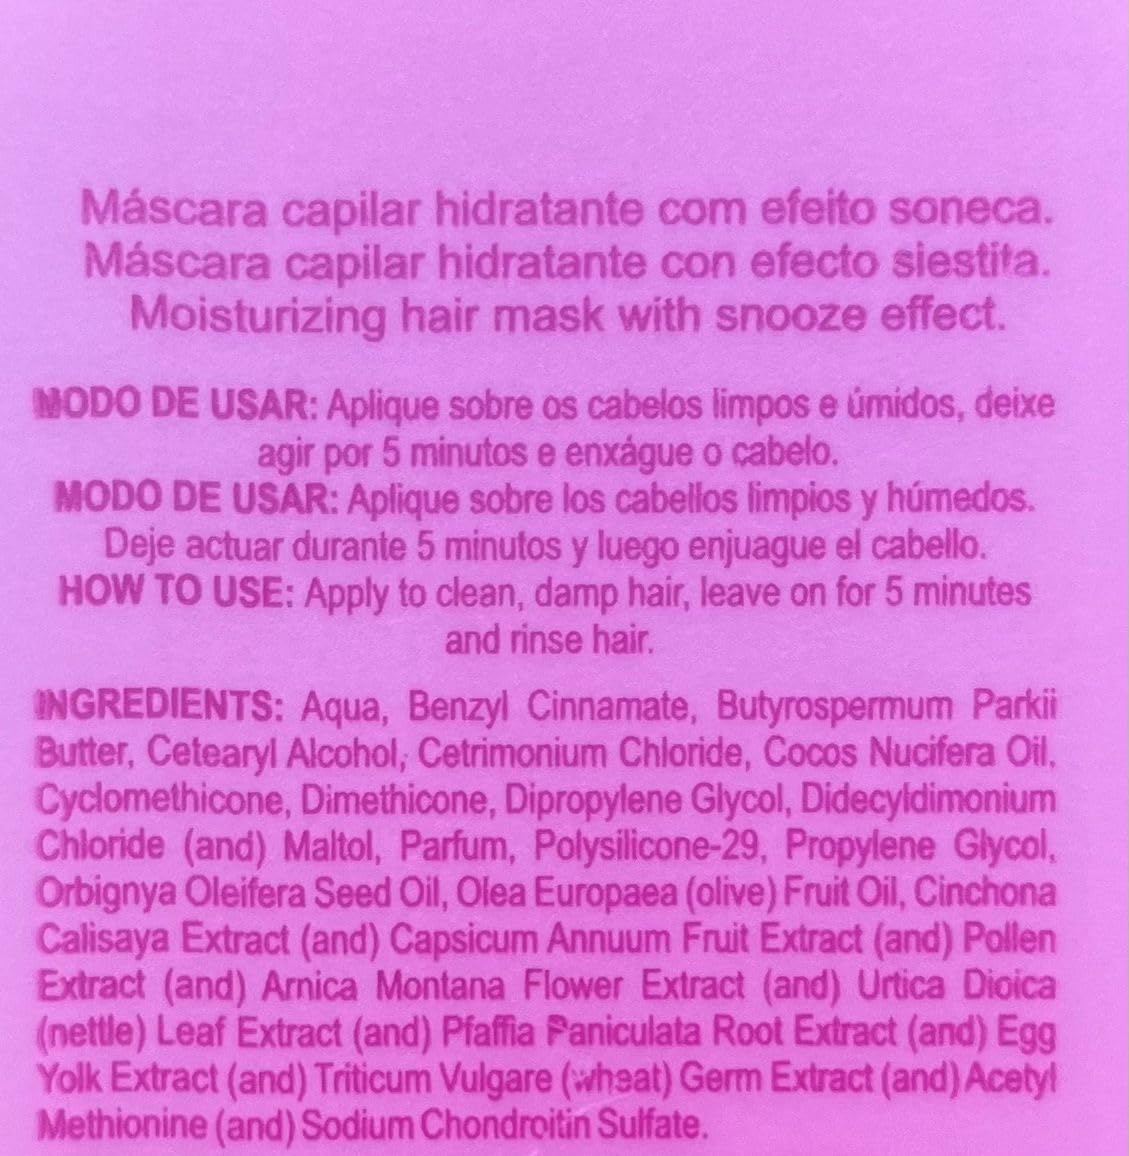 Máscara capilar hidratante com efeito soneca.
Máscara capilar hidratante con efecto siestita.
Moisturizing hair mask with snooze effect.
MODO DE USAR: Aplique sobre os cabelos limpos e úmidos, deixe
agir por 5 minutos e enxágue o cabelo.
MODO DE USAR: Aplique sobre los cabellos limpios y húmedos.
Deje actuar durante 5 minutos y luego enjuague el cabello.
HOW TO USE: Apply to clean, damp hair, leave on for 5 minutes
and rinse hair.
INGREDIENTS: Aqua, Benzyl Cinnamate, Butyrospermum Parkii
Butter, Cetearyl Alcohol, Cetrimonium Chloride, Cocos Nucifera Oil,
Cyclomethicone, Dimethicone, Dipropylene Glycol, Didecyldimonium
Chloride (and) Maltol, Parfum, Polysilicone-29, Propylene Glycol,
Orbignya Oleifera Seed Oil, Olea Europaea (olive) Fruit Oil, Cinchona
Calisaya Extract (and) Capsicum Annuum Fruit Extract (and) Pollen
Extract (and) Arnica Montana Flower Extract (and) Urtica Dioica
(nettle) Leaf Extract (and) Pfaffia Paniculata Root Extract (and) Egg
Yolk Extract (and) Triticum Vulgare (wheat) Germ Extract (and) Acetyl
Methionine (and) Sodium Chondroitin Sulfate.